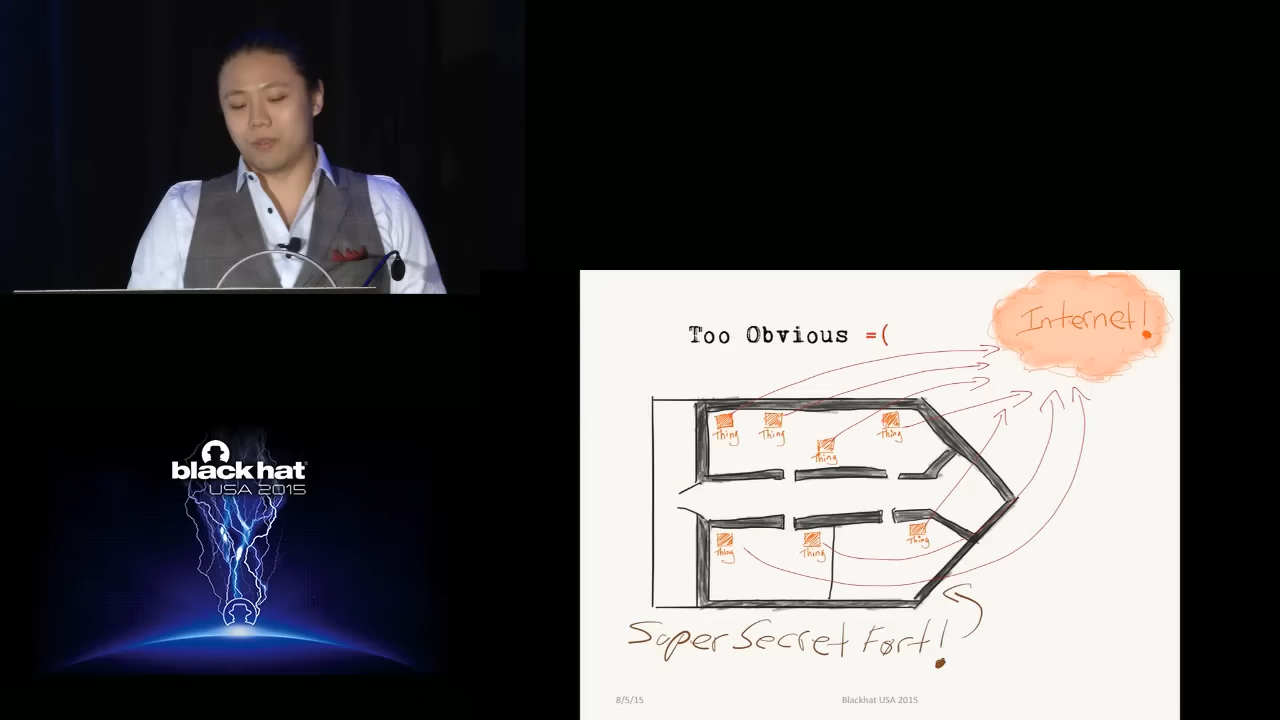 Internet!
Too Obvious =(
Thing
Thing
Thing
Thing
Thing
Thing
Thing
Super Secret Fort!
8/5/15
Blackhat USA 2015
black hat
USA 2015